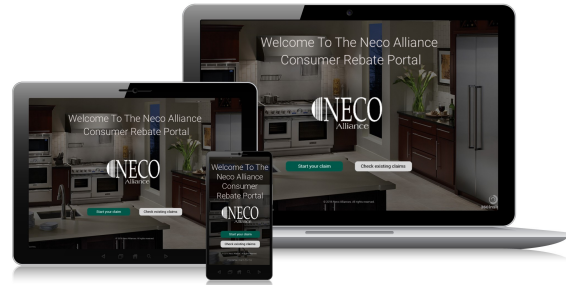 Welcome To The Neco Alliance
Consumer Rebate Portal
NECO
Alliance
Start your claim
Check existing claims
Welcome To The Neco Alliance
Consumer Rebate Portal
NECO
Alliance
Start your claim
Check existing claims
Welcome To The
Neco Alliance
Consumer
Rebate Portal
NECO
Alliance
Start your claim
Check existing claims